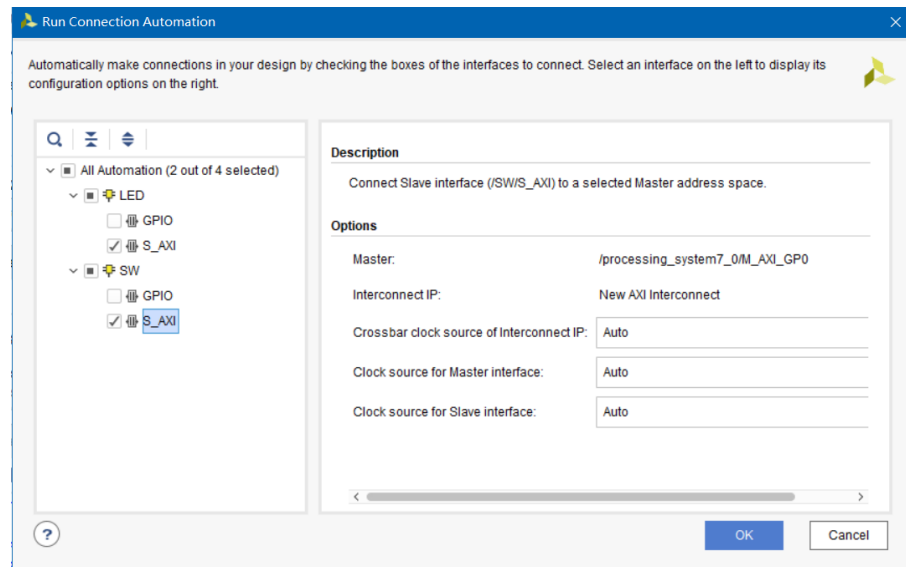 Run Connection Automation
Automatically make connections in your design by checking the boxes of the interfaces to connect. Select an interface on the left to display its
configuration options on the right.
All Automation (2 out of 4 selected)
LED
GPIO
S_AXI
SW
GPIO
S_AXI
Description
Connect Slave interface (/SW/S_AXI) to a selected Master address space.
Options
Master: /processing_system7_0/M_AXI_GP0
Interconnect IP: New AXI Interconnect
Crossbar clock source of Interconnect IP: Auto
Clock source for Master interface: Auto
Clock source for Slave interface: Auto
? OK Cancel